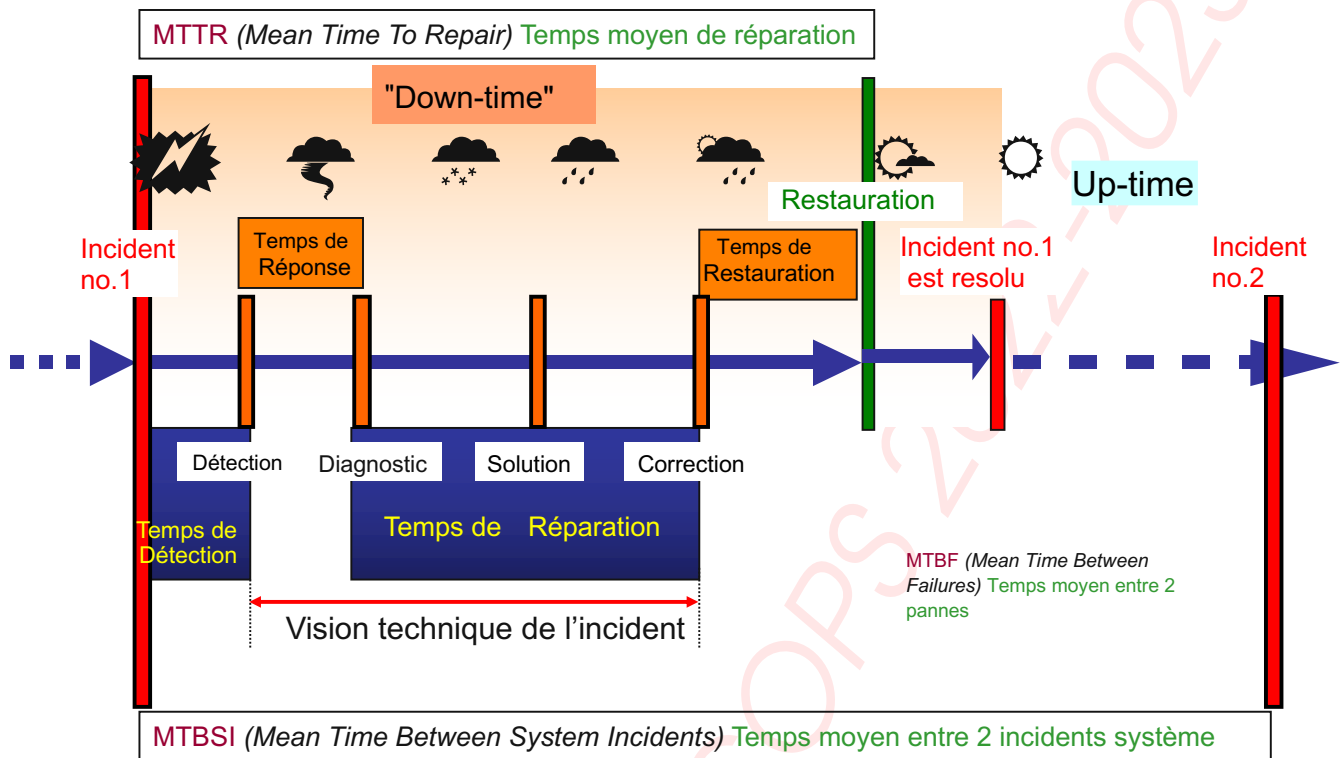 MTTR (Mean Time To Repair) Temps moyen de réparation
"Down-time"
Up-time
Restauration
Incident
no.1
Temps de
Réponse
Temps de
Restauration
Incident no.1
est resolu
Incident
no.2
Détection
Diagnostic
Solution
Correction
Temps de
Détection
Temps de Réparation
MTBF (Mean Time Between
Failures) Temps moyen entre 2
pannes
Vision technique de l’incident
MTBSI (Mean Time Between System Incidents) Temps moyen entre 2 incidents système
OPS 2022-2023